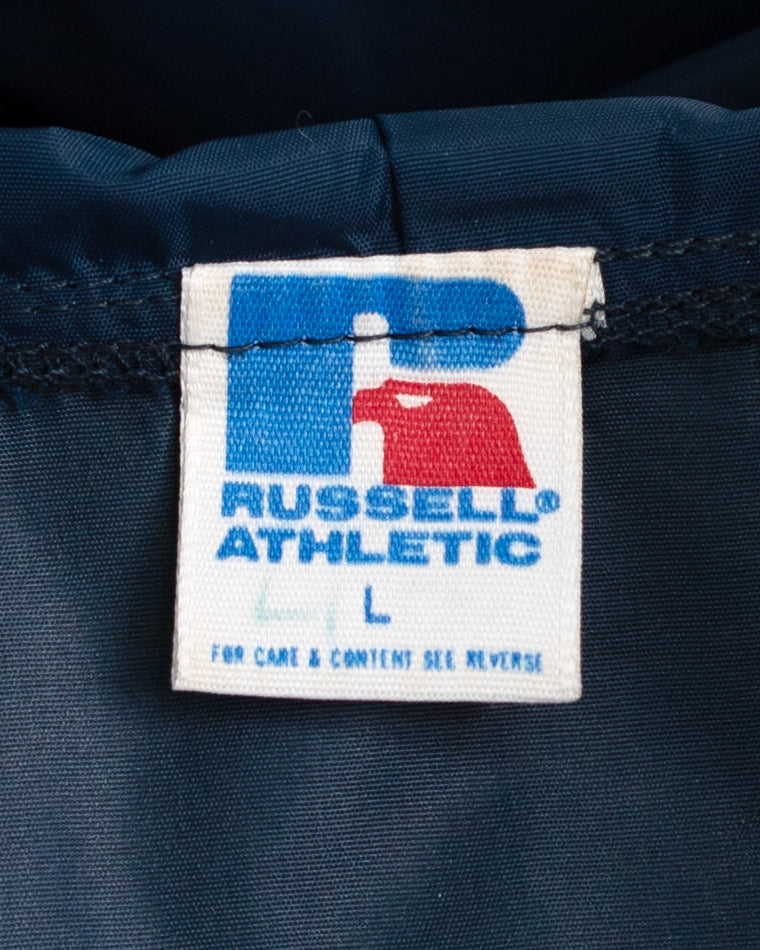 RUSSELL®
ATHLETIC
L
FOR CARE & CONTENT SEE REVERSE